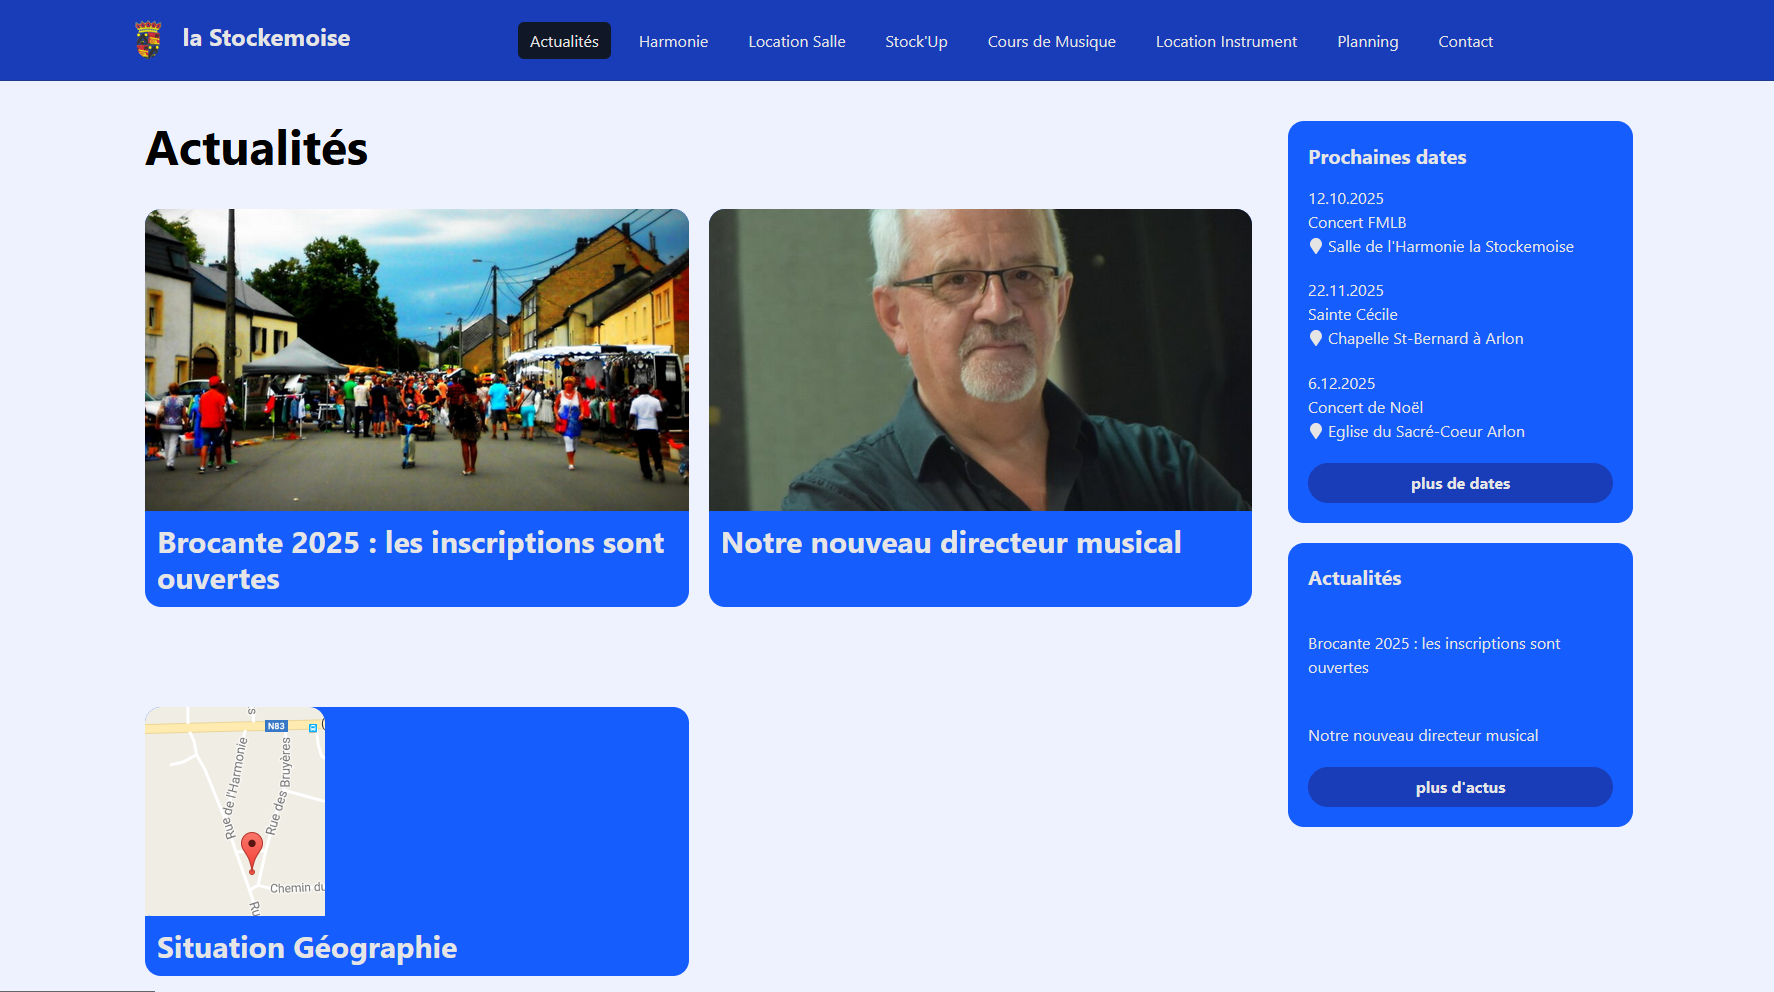 la Stockemoise
Actualités
Harmonie
Location Salle
Stock'Up
Cours de Musique
Location Instrument
Planning
Contact
Actualités
Brocante 2025 : les inscriptions sont
ouvertes
Notre nouveau directeur musical
N83
Rue de l'Harmonie
Rue des Bruyères
Chemin du
Ru
Situation Géographie
Prochaines dates
12.10.2025
Concert FMLB
Salle de l'Harmonie la Stockemoise
22.11.2025
Sainte Cécile
Chapelle St-Bernard à Arlon
6.12.2025
Concert de Noël
Eglise du Sacré-Coeur Arlon
plus de dates
Actualités
Brocante 2025 : les inscriptions sont
ouvertes
Notre nouveau directeur musical
plus d'actus